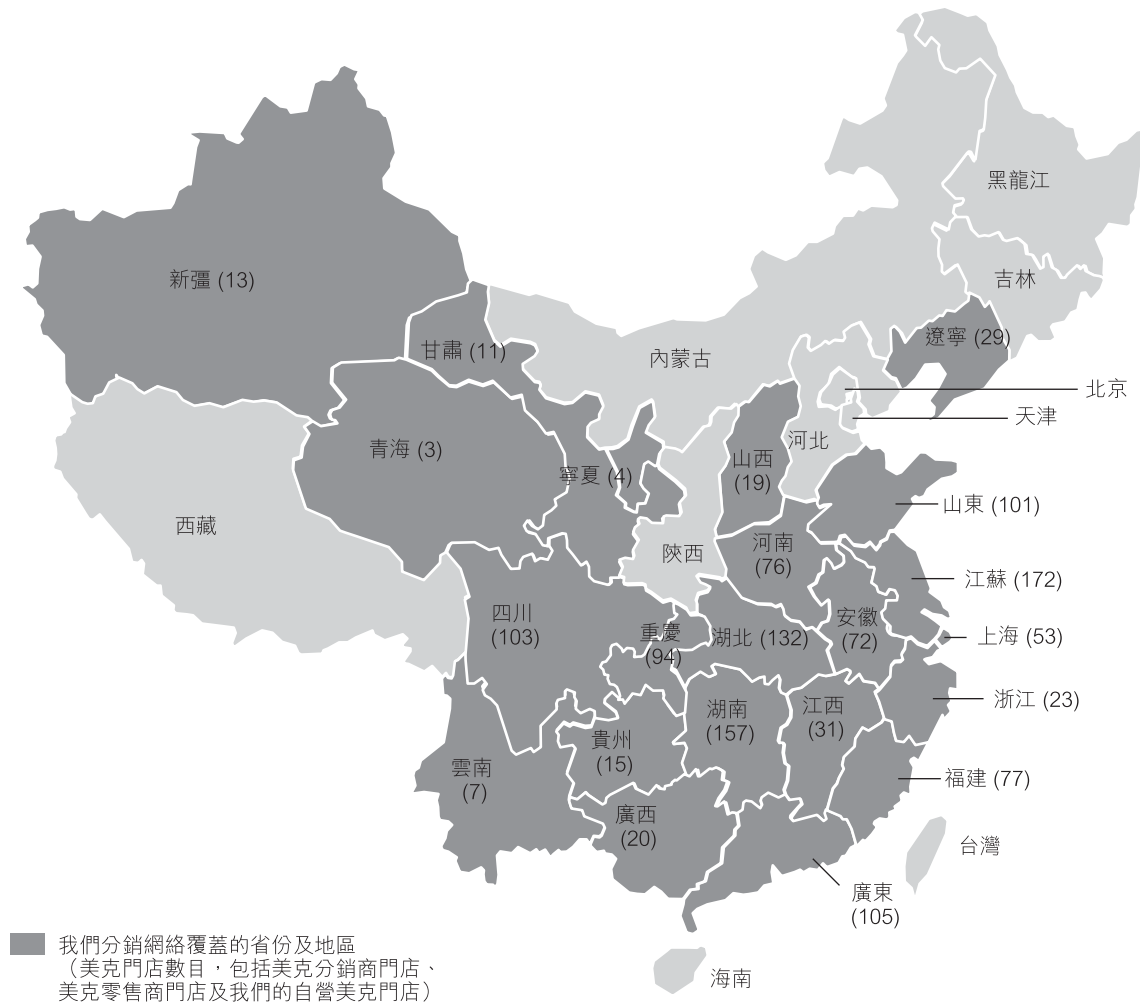 黑龍江
吉林
新疆 (13)
遼寧 (29)
甘肅 (11)
內蒙古
北京
天津
河北
青海 (3)
山西
(19)
寧夏 (4)
山東 (101)
西藏
陝西
河南
(76)
江蘇 (172)
四川
(103)
安徽
(72)
重慶
(94)
湖北 (132)
上海 (53)
浙江 (23)
湖南
(157)
江西
(31)
貴州
(15)
雲南
(7)
福建 (77)
廣西
(20)
台灣
廣東
(105)
海南
我們分銷網絡覆蓋的省份及地區
（美克門店數目，包括美克分銷商門店、
美克零售商門店及我們的自營美克門店）